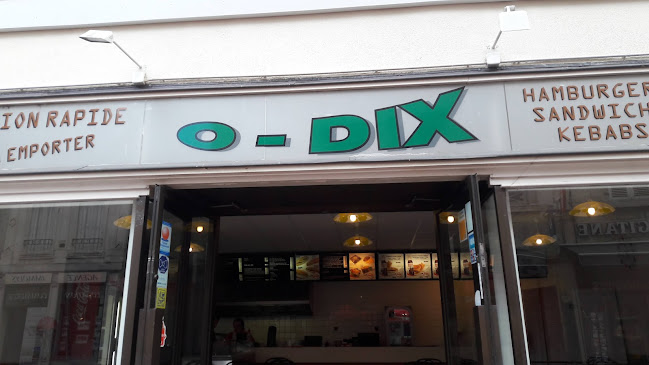 ION RAPIDE
EMPORTER
O-DIX
HAMBURGER
SANDWICH
KEBABS